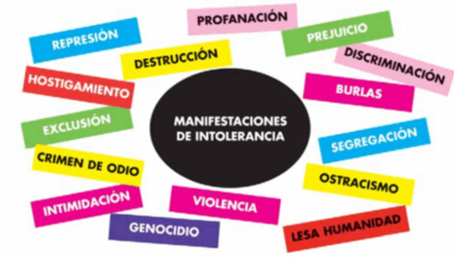 PROFANACIÓN
REPRESIÓN
PREJUICIO
DESTRUCCIÓN
DISCRIMINACIÓN
HOSTIGAMIENTO
BURLAS
MANIFESTACIONES
DE INTOLERANCIA
EXCLUSIÓN
SEGREGACIÓN
CRIMEN DE ODIO
OSTRACISMO
INTIMIDACIÓN
VIOLENCIA
GENOCIDIO
LESA HUMANIDAD